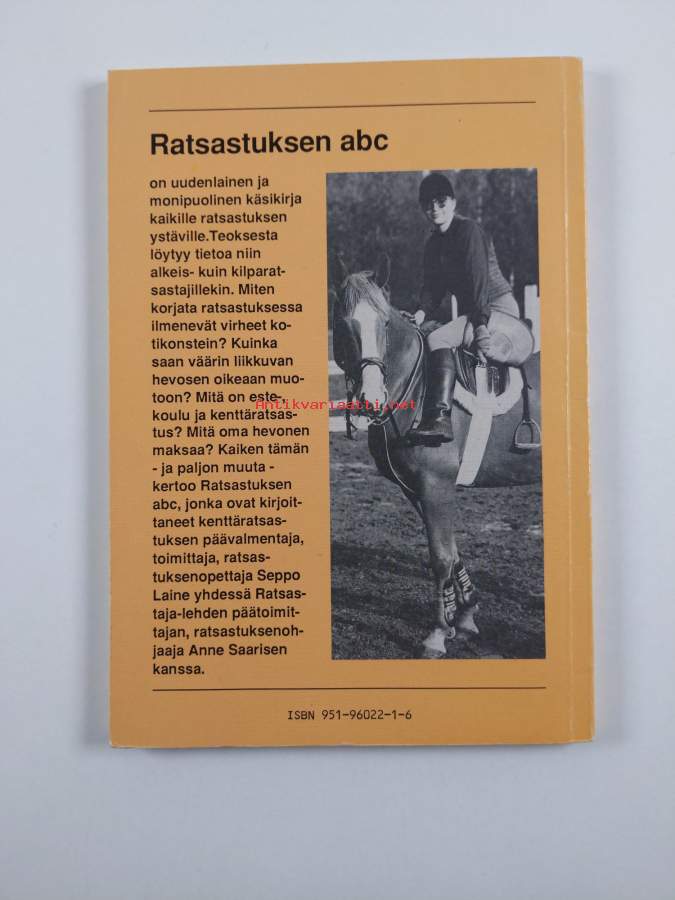 Ratsastuksen abc
on uudenlainen ja
monipuolinen käsikirja
kaikille ratsastuksen
ystäville.Teoksesta
löytyy tietoa niin
alkeis- kuin kilparat-
sastajillekin. Miten
korjata ratsastuksessa
ilmenevät virheet ko-
tikonstein? Kuinka
saan väärin liikkuvan
hevosen oikeaan muo-
toon? Mitä on este-,
koulu ja kenttäratsas-
tus? Mitä oma hevonen
maksaa? Kaiken tämän
- ja paljon muuta -
kertoo Ratsastuksen
abc, jonka ovat kirjoit-
taneet kenttäratsas-
tuksen päävalmentaja,
toimittaja, ratsas-
tuksenopettaja Seppo
Laine yhdessä Ratsas-
taja-lehden päätoimit-
tajan, ratsastuksenoh-
jaaja Anne Saarisen
kanssa.
Antikvariaatti.net
ISBN 951-96022-1-6